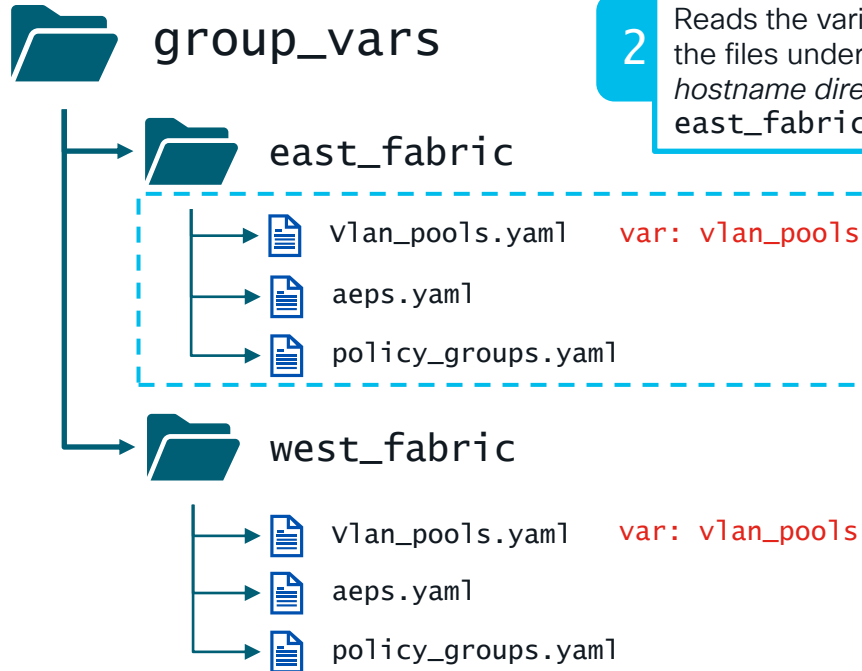 group_vars
2
Reads the vari
the files under
hostname dire
east_fabric
east_fabric
Vlan_pools.yaml var: vlan_pools
aeps.yaml
policy_groups.yaml
west_fabric
Vlan_pools.yaml var: vlan_pools
aeps.yaml
policy_groups.yaml